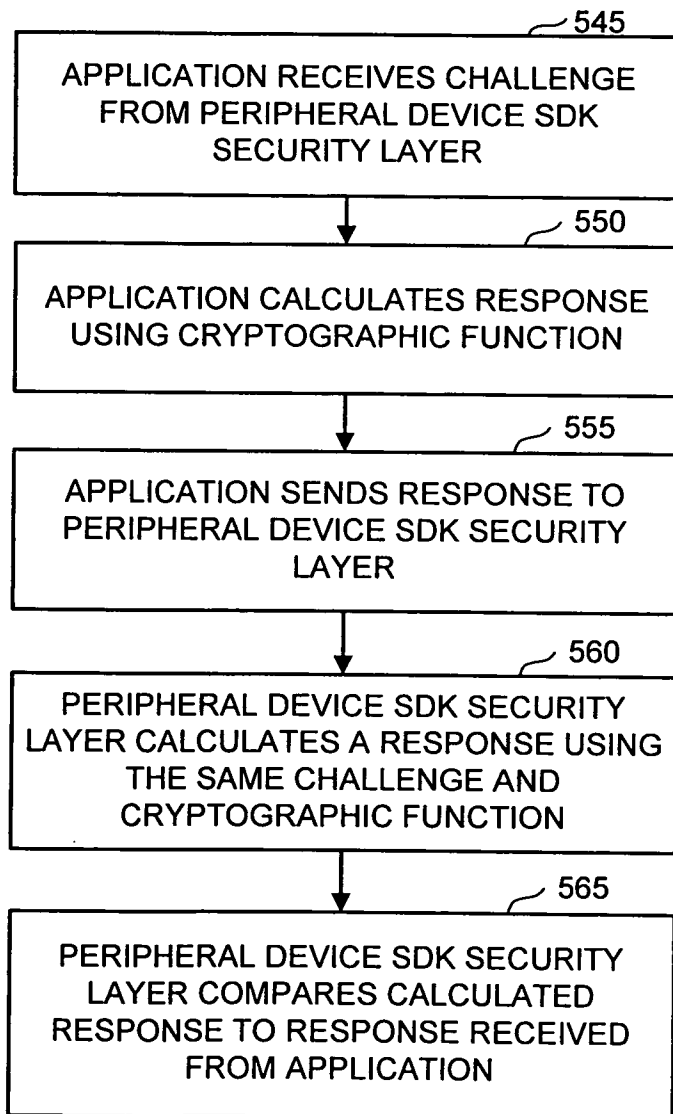 545
APPLICATION RECEIVES CHALLENGE
FROM PERIPHERAL DEVICE SDK
SECURITY LAYER
550
APPLICATION CALCULATES RESPONSE
USING CRYPTOGRAPHIC FUNCTION
555
APPLICATION SENDS RESPONSE TO
PERIPHERAL DEVICE SDK SECURITY
LAYER
560
PERIPHERAL DEVICE SDK SECURITY
LAYER CALCULATES A RESPONSE USING
THE SAME CHALLENGE AND
CRYPTOGRAPHIC FUNCTION
565
PERIPHERAL DEVICE SDK SECURITY
LAYER COMPARES CALCULATED
RESPONSE TO RESPONSE RECEIVED
FROM APPLICATION